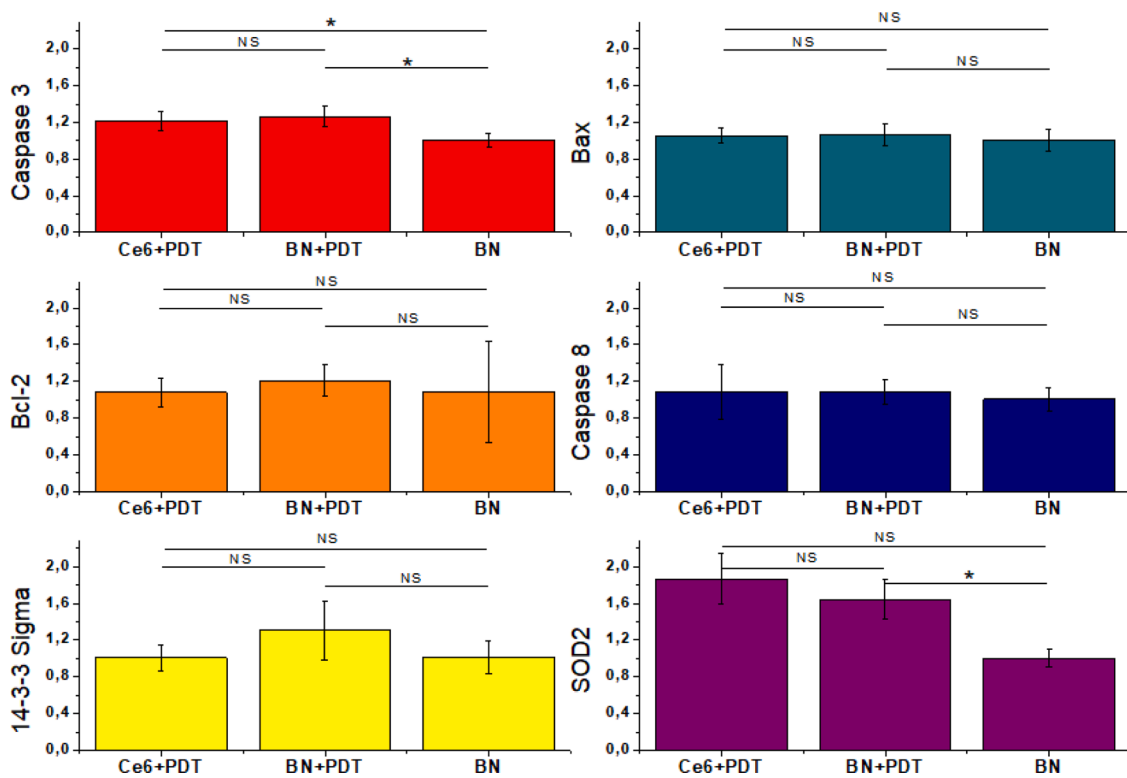 Caspase 3
2,0
1,6
1,2
0,8
0,4
0,0
*
NS
*
Ce6+PDT BN+PDT BN
Bax
2,0
1,6
1,2
0,8
0,4
0,0
NS
NS
NS
Ce6+PDT BN+PDT BN
Bcl-2
2,0
1,6
1,2
0,8
0,4
0,0
NS
NS
NS
Ce6+PDT BN+PDT BN
Caspase 8
2,0
1,6
1,2
0,8
0,4
0,0
NS
NS
NS
Ce6+PDT BN+PDT BN
14-3-3 Sigma
2,0
1,6
1,2
0,8
0,4
0,0
NS
NS
NS
Ce6+PDT BN+PDT BN
SOD2
2,0
1,6
1,2
0,8
0,4
0,0
NS
NS
*
Ce6+PDT BN+PDT BN